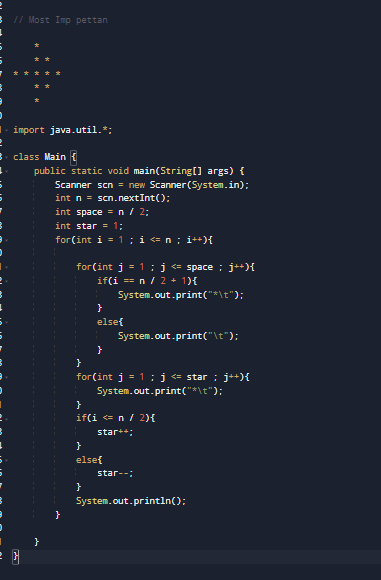 // Most Imp pettan
*
* *
* * * * *
* *
*
import java.util.*;
class Main {
public static void main(String[] args) {
Scanner scn = new Scanner(System.in);
int n = scn.nextInt();
int space = n / 2;
int star = 1;
for(int i = 1 ; i <= n ; i++){
for(int j = 1 ; j <= space ; j++){
if(i == n / 2 + 1){
System.out.print("*\t");
}
else{
System.out.print("\t");
}
}
for(int j = 1 ; j <= star ; j++){
System.out.print("*\t");
}
if(i <= n / 2){
star++;
}
else{
star--;
}
System.out.println();
}
}
}